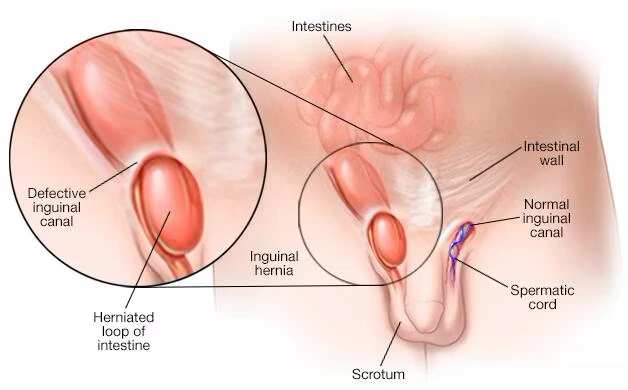 Intestines
Intestinal
wall
Defective
inguinal
canal
Normal
inguinal
canal
Inguinal
hernia
Spermatic
cord
Herniated
loop of
intestine
Scrotum